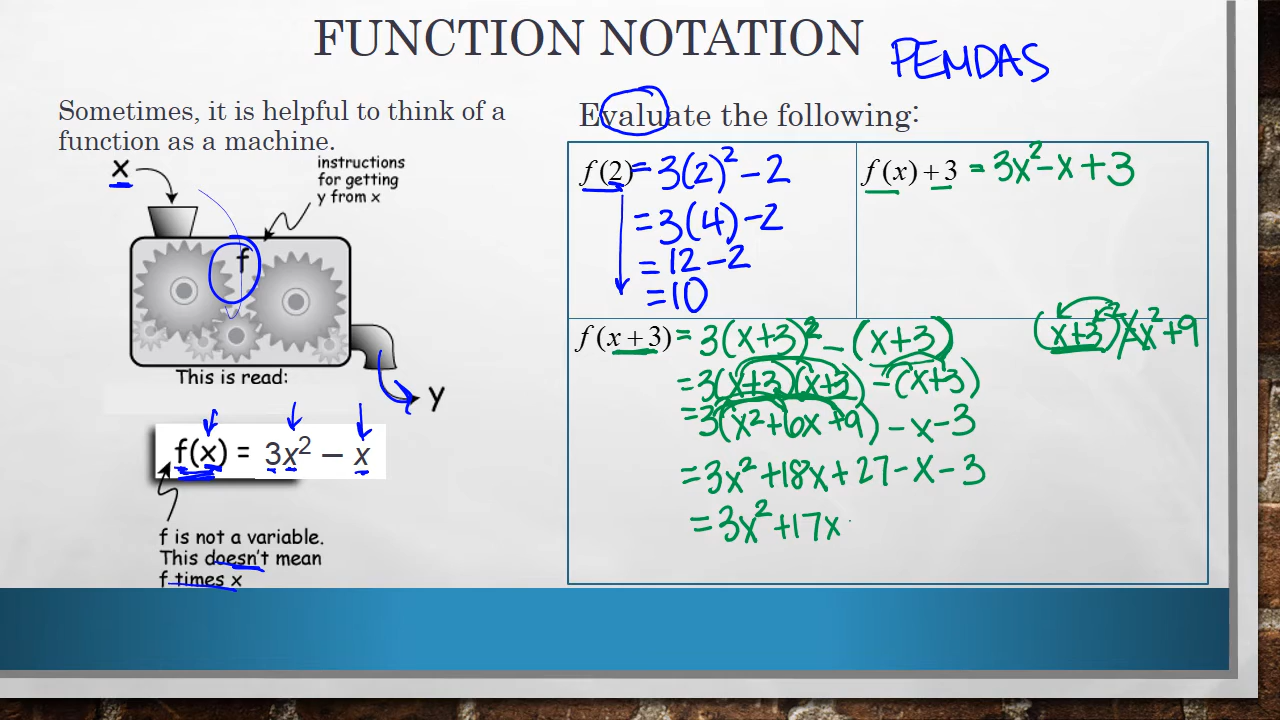 FUNCTION NOTATION
PEMDAS
Sometimes, it is helpful to think of a
function as a machine.
x
instructions
for getting
y from x
f
This is read:
y
f(x) = 3x² − x
f is not a variable.
This doesn't mean
f times x
Evaluate the following:
f(2) = 3(2)² − 2
= 3(4) − 2
= 12 − 2
= 10
f(x) + 3 = 3x² − x + 3
f(x + 3) = 3(x+3)² − (x+3)
= 3(x+3)(x+3) − (x+3)
= 3(x² + 6x + 9) − x − 3
= 3x² + 18x + 27 − x − 3
= 3x² + 17x
(x+3)² ≠ x² + 9